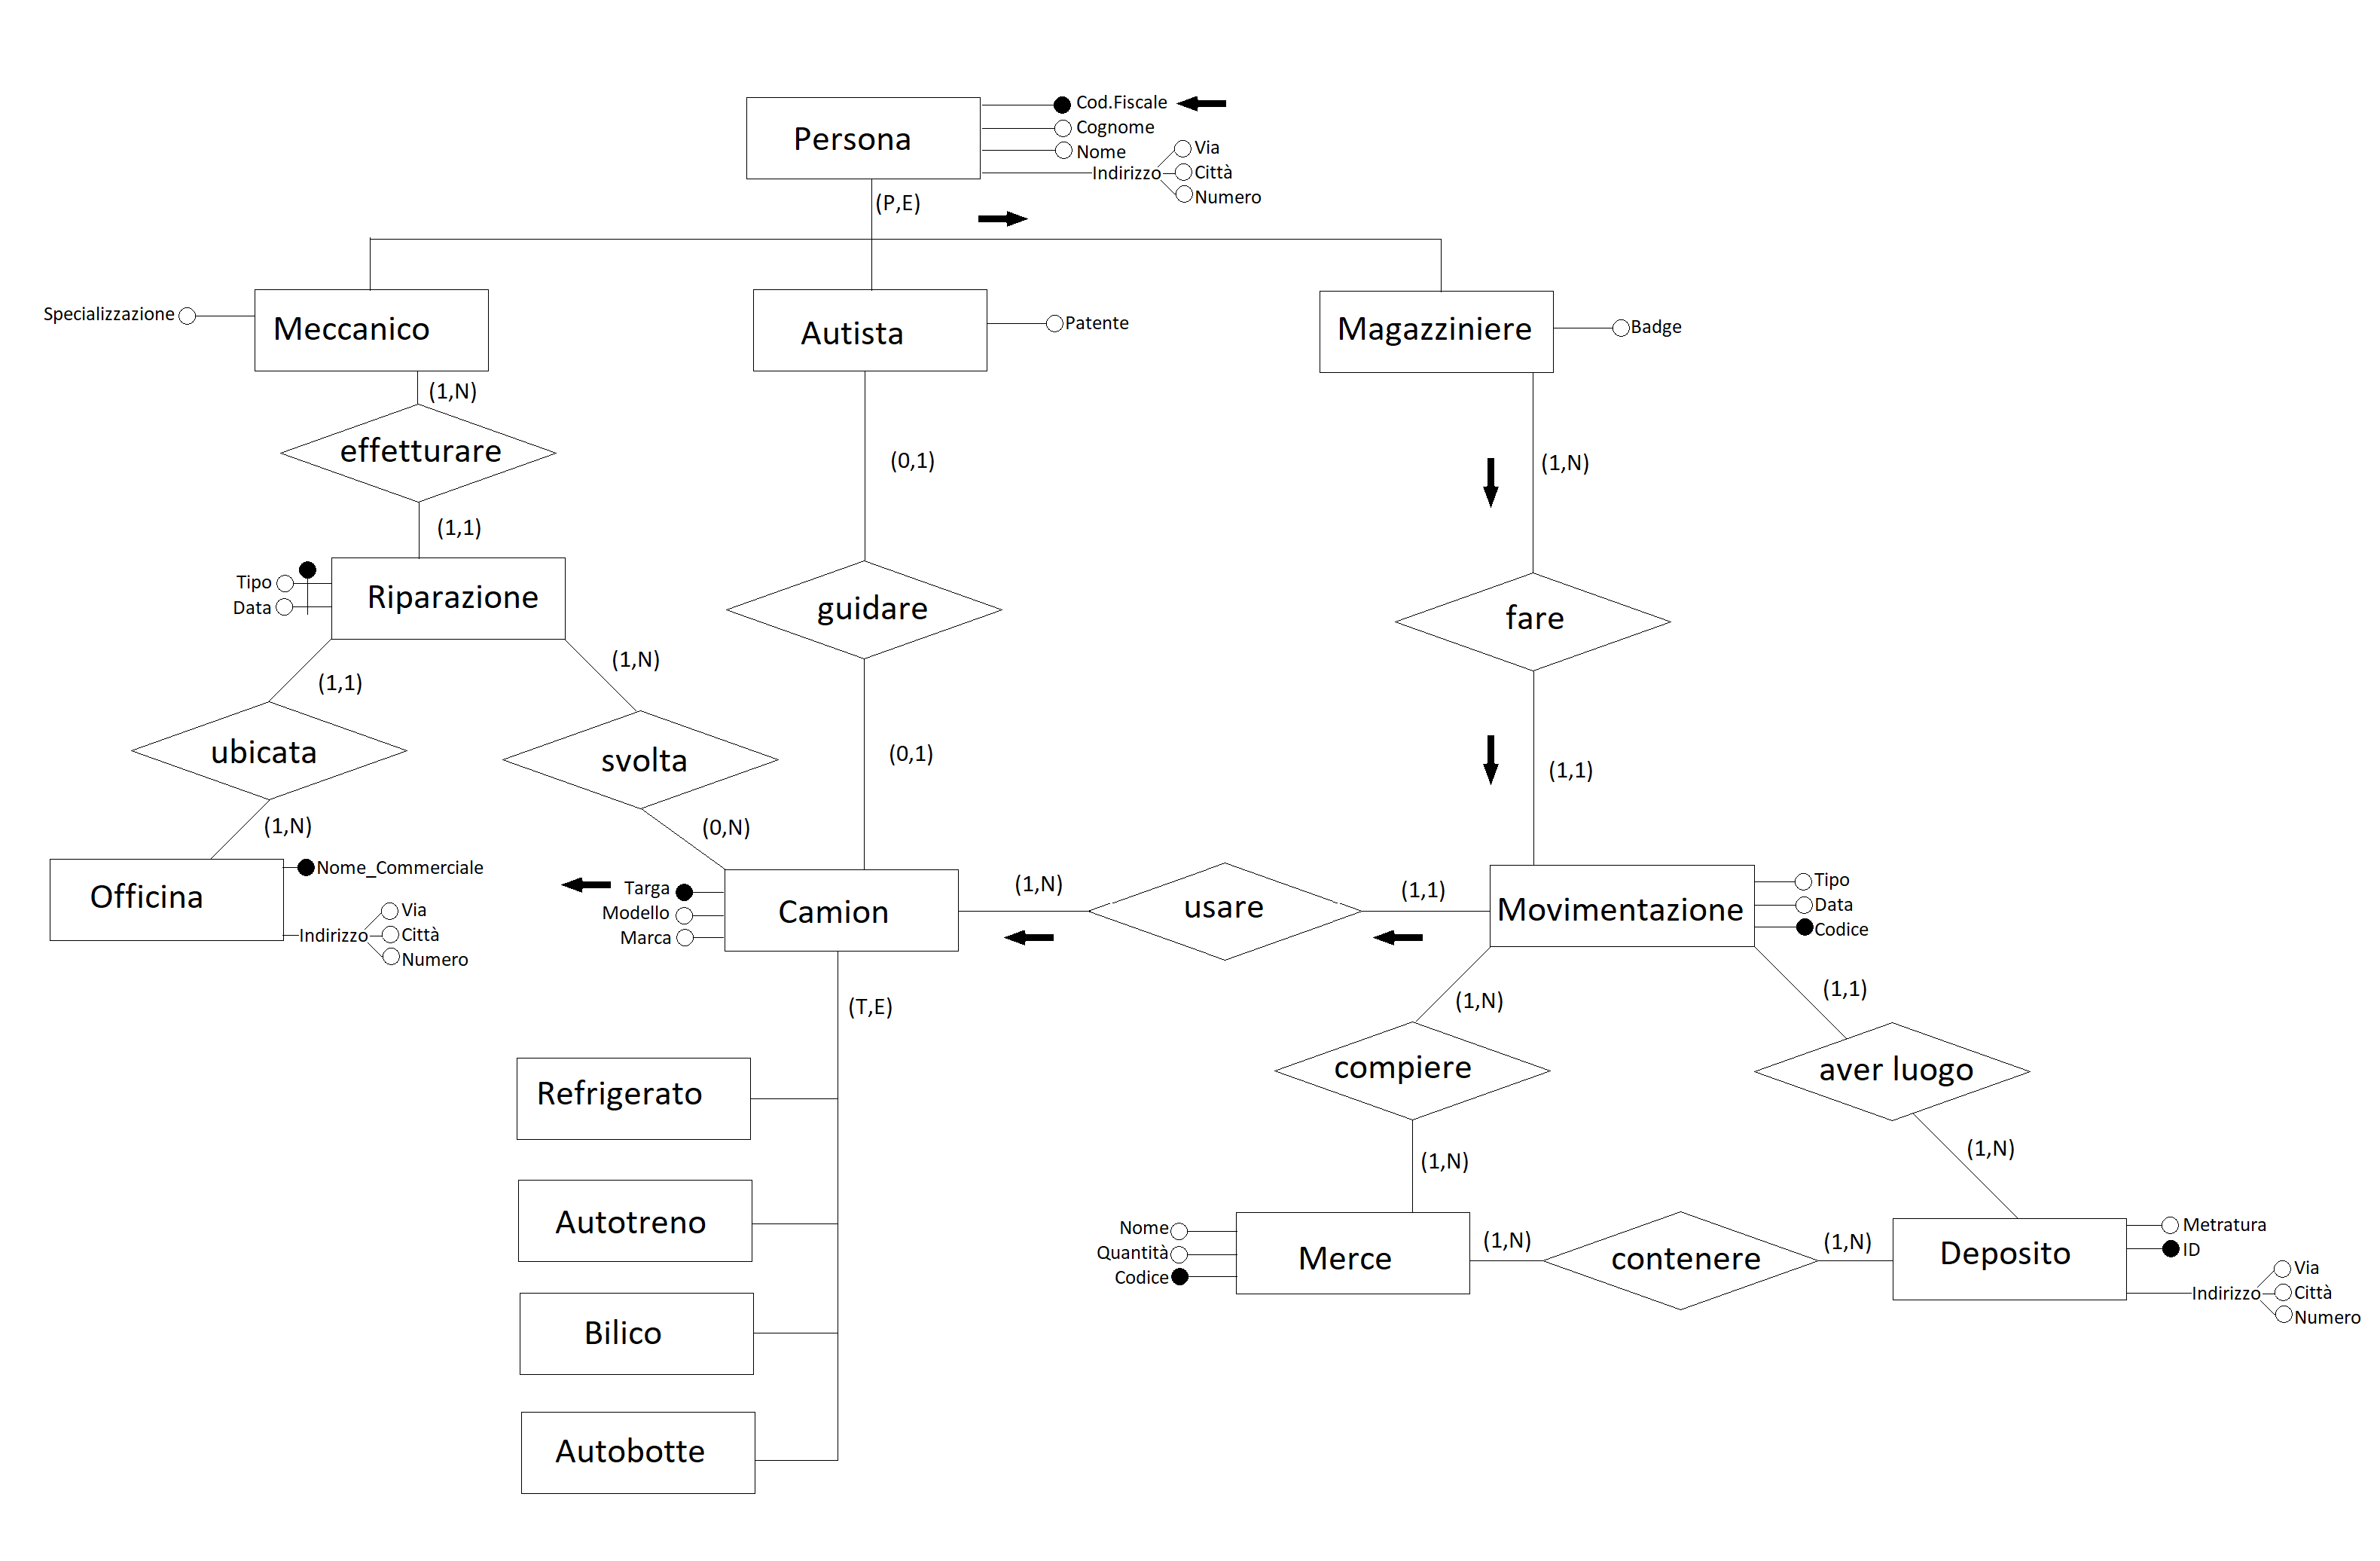 Persona
Cod.Fiscale
Cognome
Nome
Indirizzo
Via
Città
Numero
(P,E)
Specializzazione
Meccanico
Autista
Patente
Magazziniere
Badge
(1,N)
effetturare
(1,1)
(0,1)
(1,N)
Tipo
Data
Riparazione
guidare
fare
(1,1)
(1,N)
(0,1)
(1,1)
ubicata
svolta
(1,N)
(0,N)
Officina
Nome_Commerciale
Indirizzo
Via
Città
Numero
Targa
Modello
Marca
Camion
(1,N)
usare
(1,1)
Movimentazione
Tipo
Data
Codice
(T,E)
(1,N)
(1,1)
compiere
aver luogo
(1,N)
(1,N)
Refrigerato
Autotreno
Bilico
Autobotte
Nome
Quantità
Codice
Merce
(1,N)
contenere
(1,N)
Deposito
Metratura
ID
Indirizzo
Via
Città
Numero